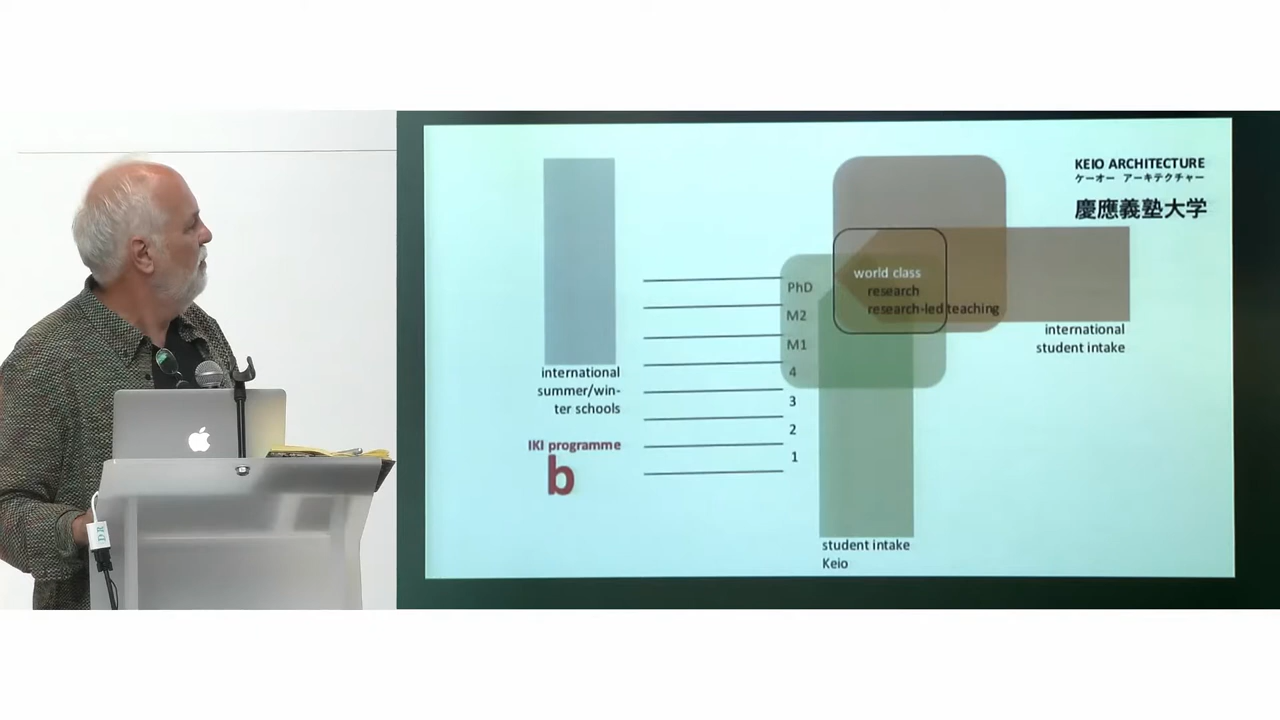 KEIO ARCHITECTURE
ケーオー アーキテクチャー
慶應義塾大学
world class
research
research-led teaching
PhD
M2
M1
4
3
2
1
international
student intake
international
summer/win-
ter schools
IKI programme
b
student intake
Keio
DR